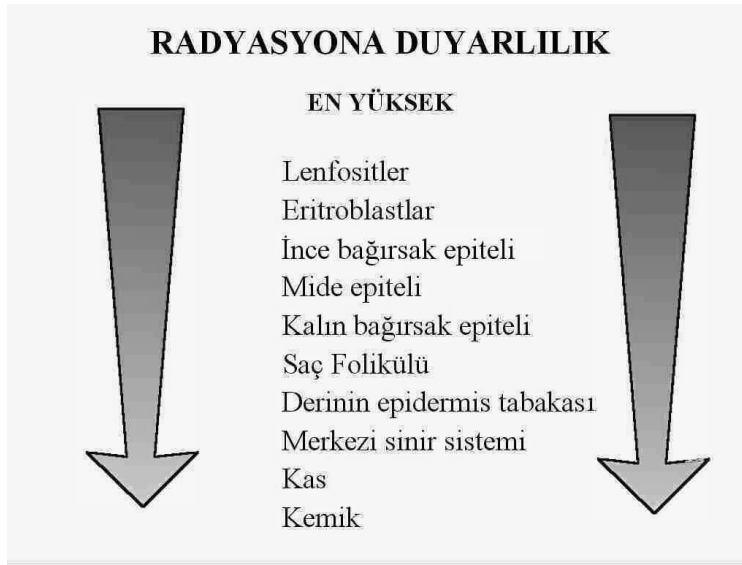 RADYASYONA DUYARLILIK
EN YÜKSEK
Lenfositler
Eritroblastlar
İnce bağırsak epiteli
Mide epiteli
Kalın bağırsak epiteli
Saç Folikülü
Derinin epidermis tabakası
Merkezi sinir sistemi
Kas
Kemik